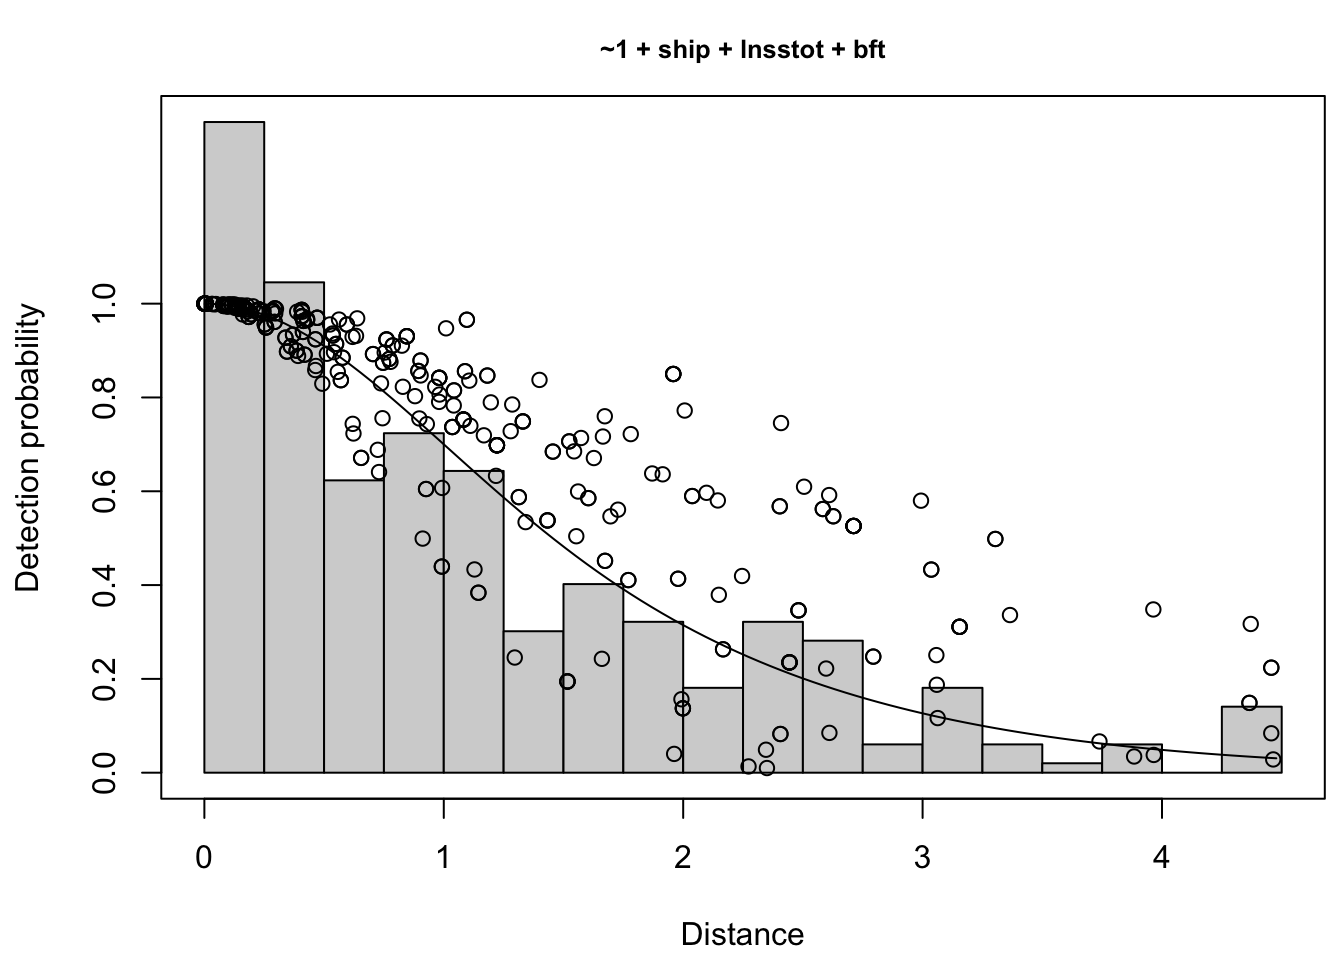 ~1 + ship + lnsstot + bft
Detection probability
1.0
0.8
0.6
0.4
0.2
0.0
0 1 2 3 4
Distance